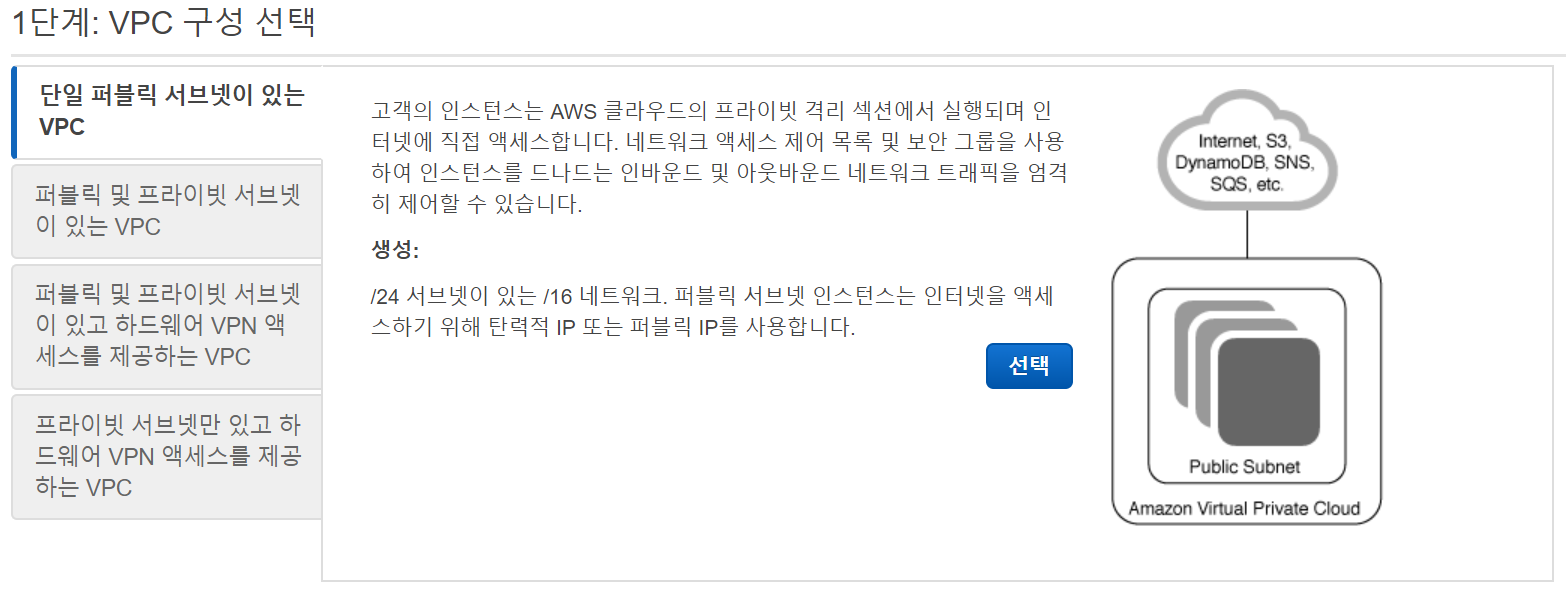 1단계: VPC 구성 선택
단일 퍼블릭 서브넷이 있는
VPC
퍼블릭 및 프라이빗 서브넷
이 있는 VPC
퍼블릭 및 프라이빗 서브넷
이 있고 하드웨어 VPN 액
세스를 제공하는 VPC
프라이빗 서브넷만 있고 하
드웨어 VPN 액세스를 제공
하는 VPC
고객의 인스턴스는 AWS 클라우드의 프라이빗 격리 섹션에서 실행되며 인
터넷에 직접 액세스합니다. 네트워크 액세스 제어 목록 및 보안 그룹을 사용
하여 인스턴스를 드나드는 인바운드 및 아웃바운드 네트워크 트래픽을 엄격
히 제어할 수 있습니다.
생성:
/24 서브넷이 있는 /16 네트워크. 퍼블릭 서브넷 인스턴스는 인터넷을 액세
스하기 위해 탄력적 IP 또는 퍼블릭 IP를 사용합니다.
선택
Internet, S3,
DynamoDB, SNS,
SQS, etc.
Public Subnet
Amazon Virtual Private Cloud